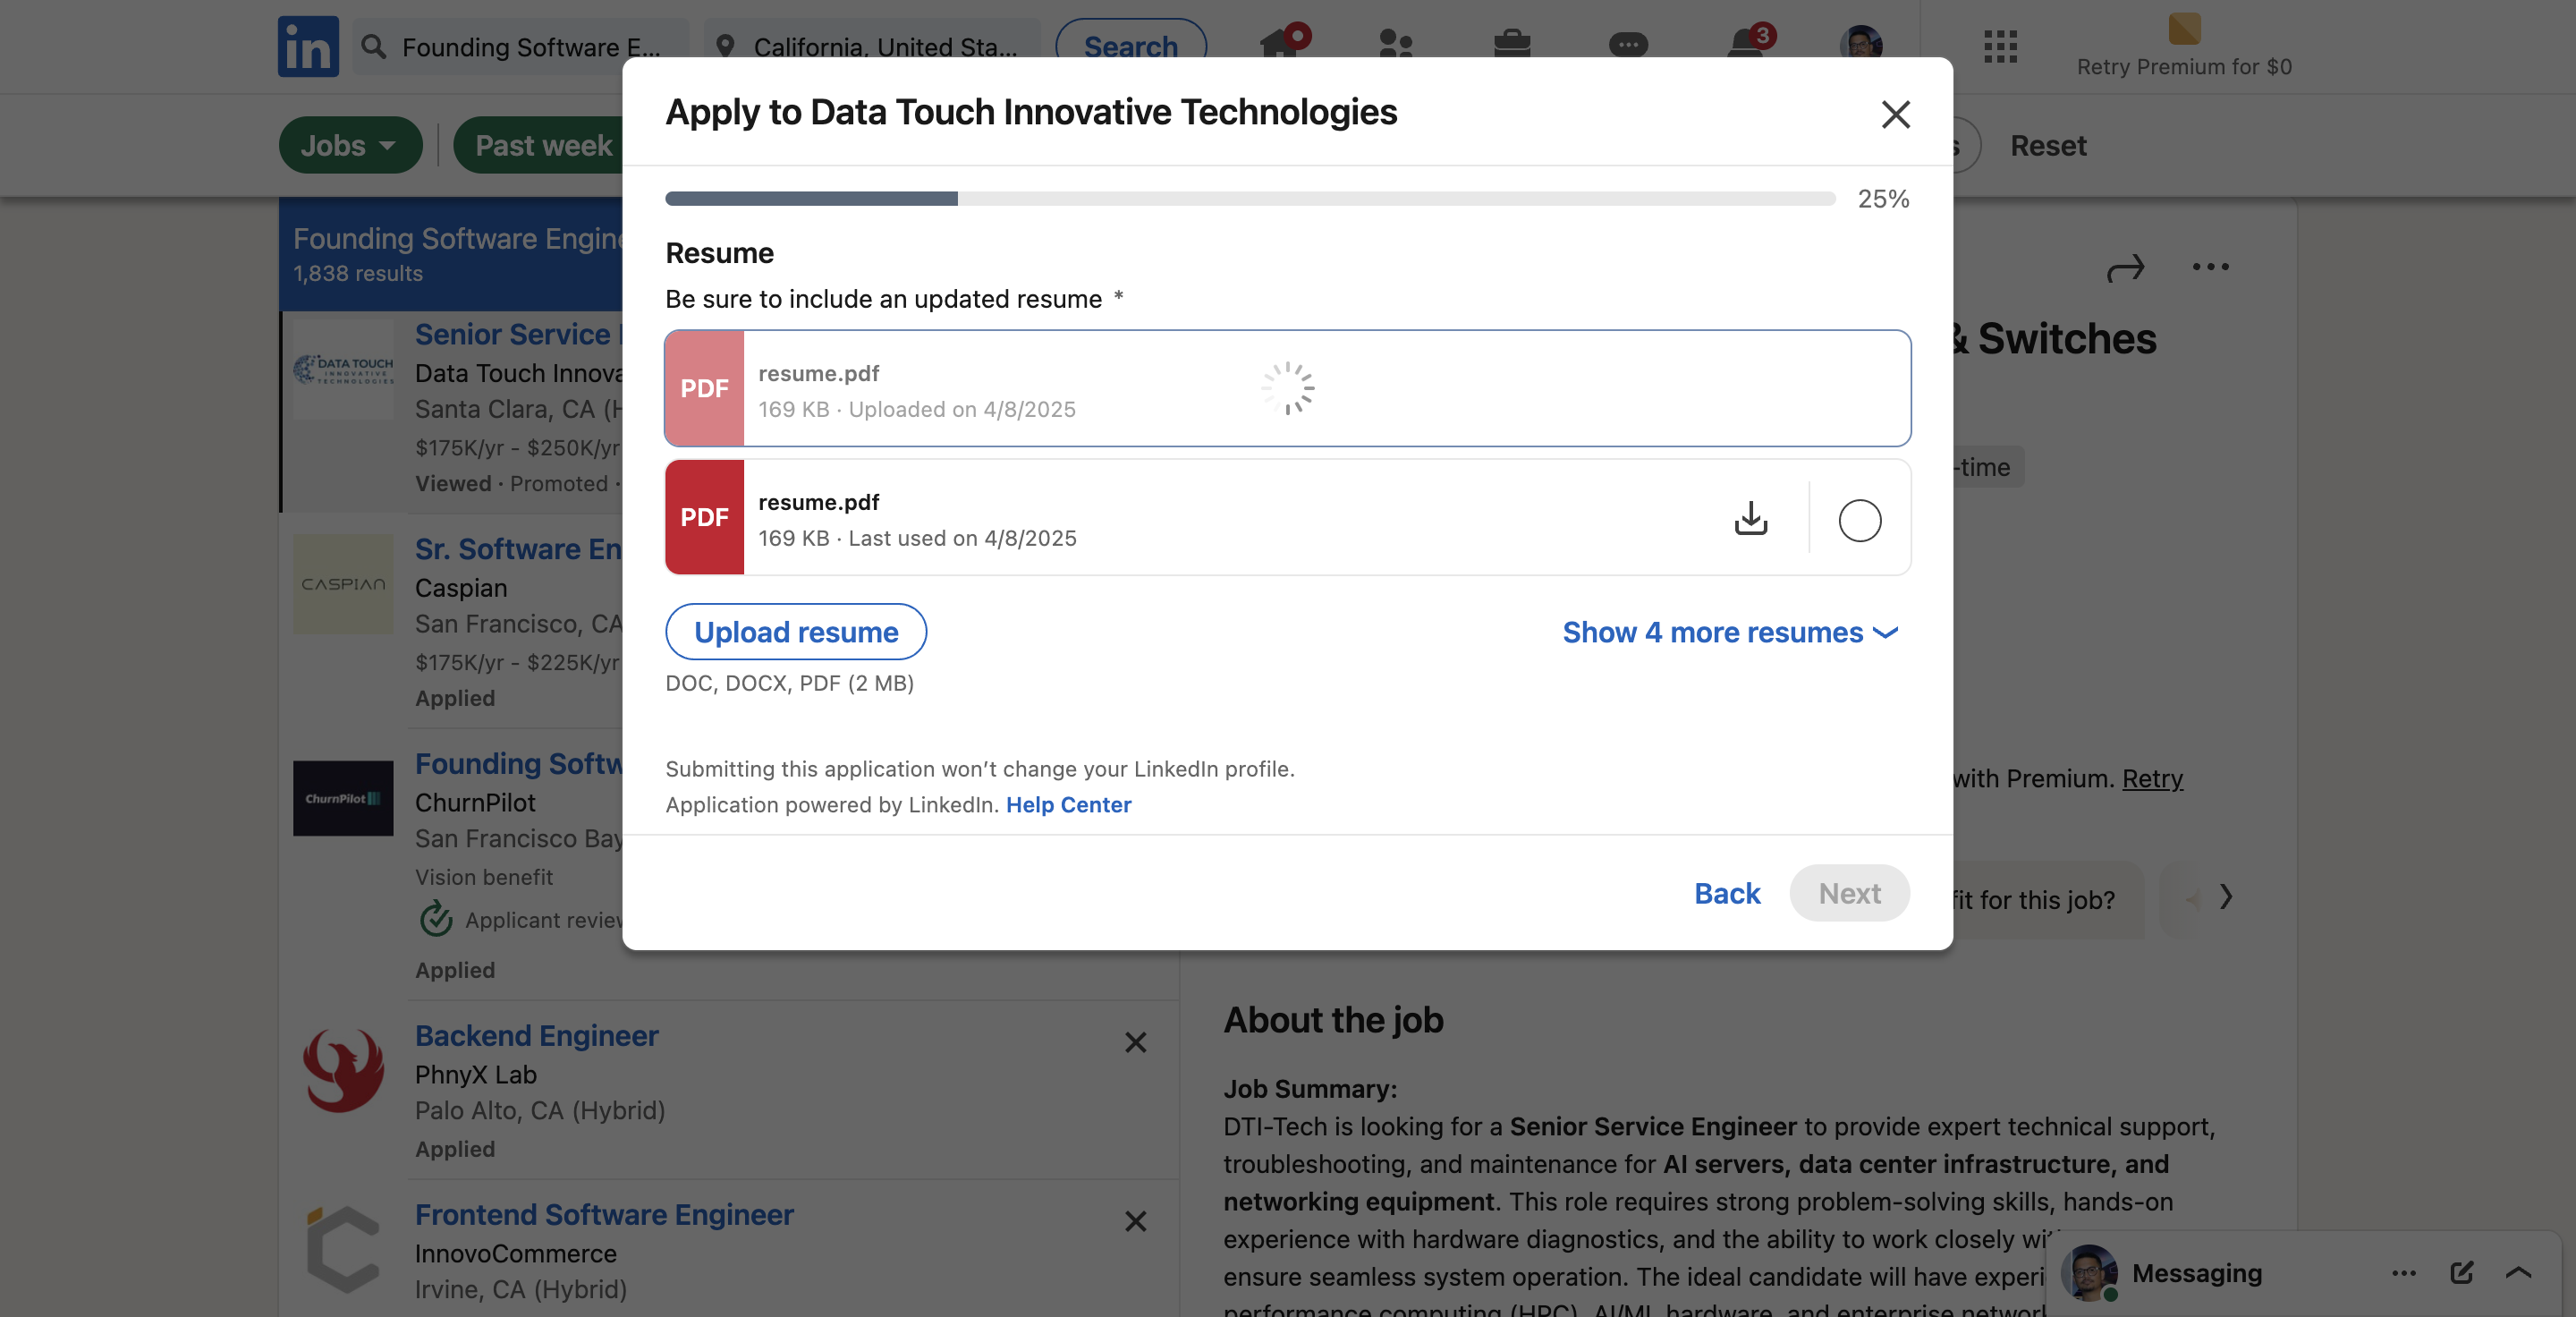 in
Founding Software E...
California, United Sta...
Search
3
Retry Premium for $0
Jobs
Past week
Reset
Apply to Data Touch Innovative Technologies
25%
Resume
Be sure to include an updated resume *
PDF
resume.pdf
169 KB · Uploaded on 4/8/2025
PDF
resume.pdf
169 KB · Last used on 4/8/2025
Upload resume
Show 4 more resumes
DOC, DOCX, PDF (2 MB)
Submitting this application won’t change your LinkedIn profile.
Application powered by LinkedIn. Help Center
Back
Next
Founding Software Engine
1,838 results
DATA TOUCH
INNOVATIVE
TECHNOLOGIES
Senior Service
Data Touch Innova
Santa Clara, CA (H
$175K/yr - $250K/yr
Viewed · Promoted ·
CASPIAN
Sr. Software En
Caspian
San Francisco, CA
$175K/yr - $225K/yr
Applied
ChurnPilot
Founding Softw
ChurnPilot
San Francisco Bay
Vision benefit
Applicant review
Applied
Backend Engineer
PhnyX Lab
Palo Alto, CA (Hybrid)
Applied
Frontend Software Engineer
InnovoCommerce
Irvine, CA (Hybrid)
& Switches
-time
with Premium. Retry
fit for this job?
About the job
Job Summary:
DTI-Tech is looking for a Senior Service Engineer to provide expert technical support,
troubleshooting, and maintenance for AI servers, data center infrastructure, and
networking equipment. This role requires strong problem-solving skills, hands-on
experience with hardware diagnostics, and the ability to work closely wit
ensure seamless system operation. The ideal candidate will have experi
performance computing (HPC), AI/ML hardware, and enterprise network
Messaging